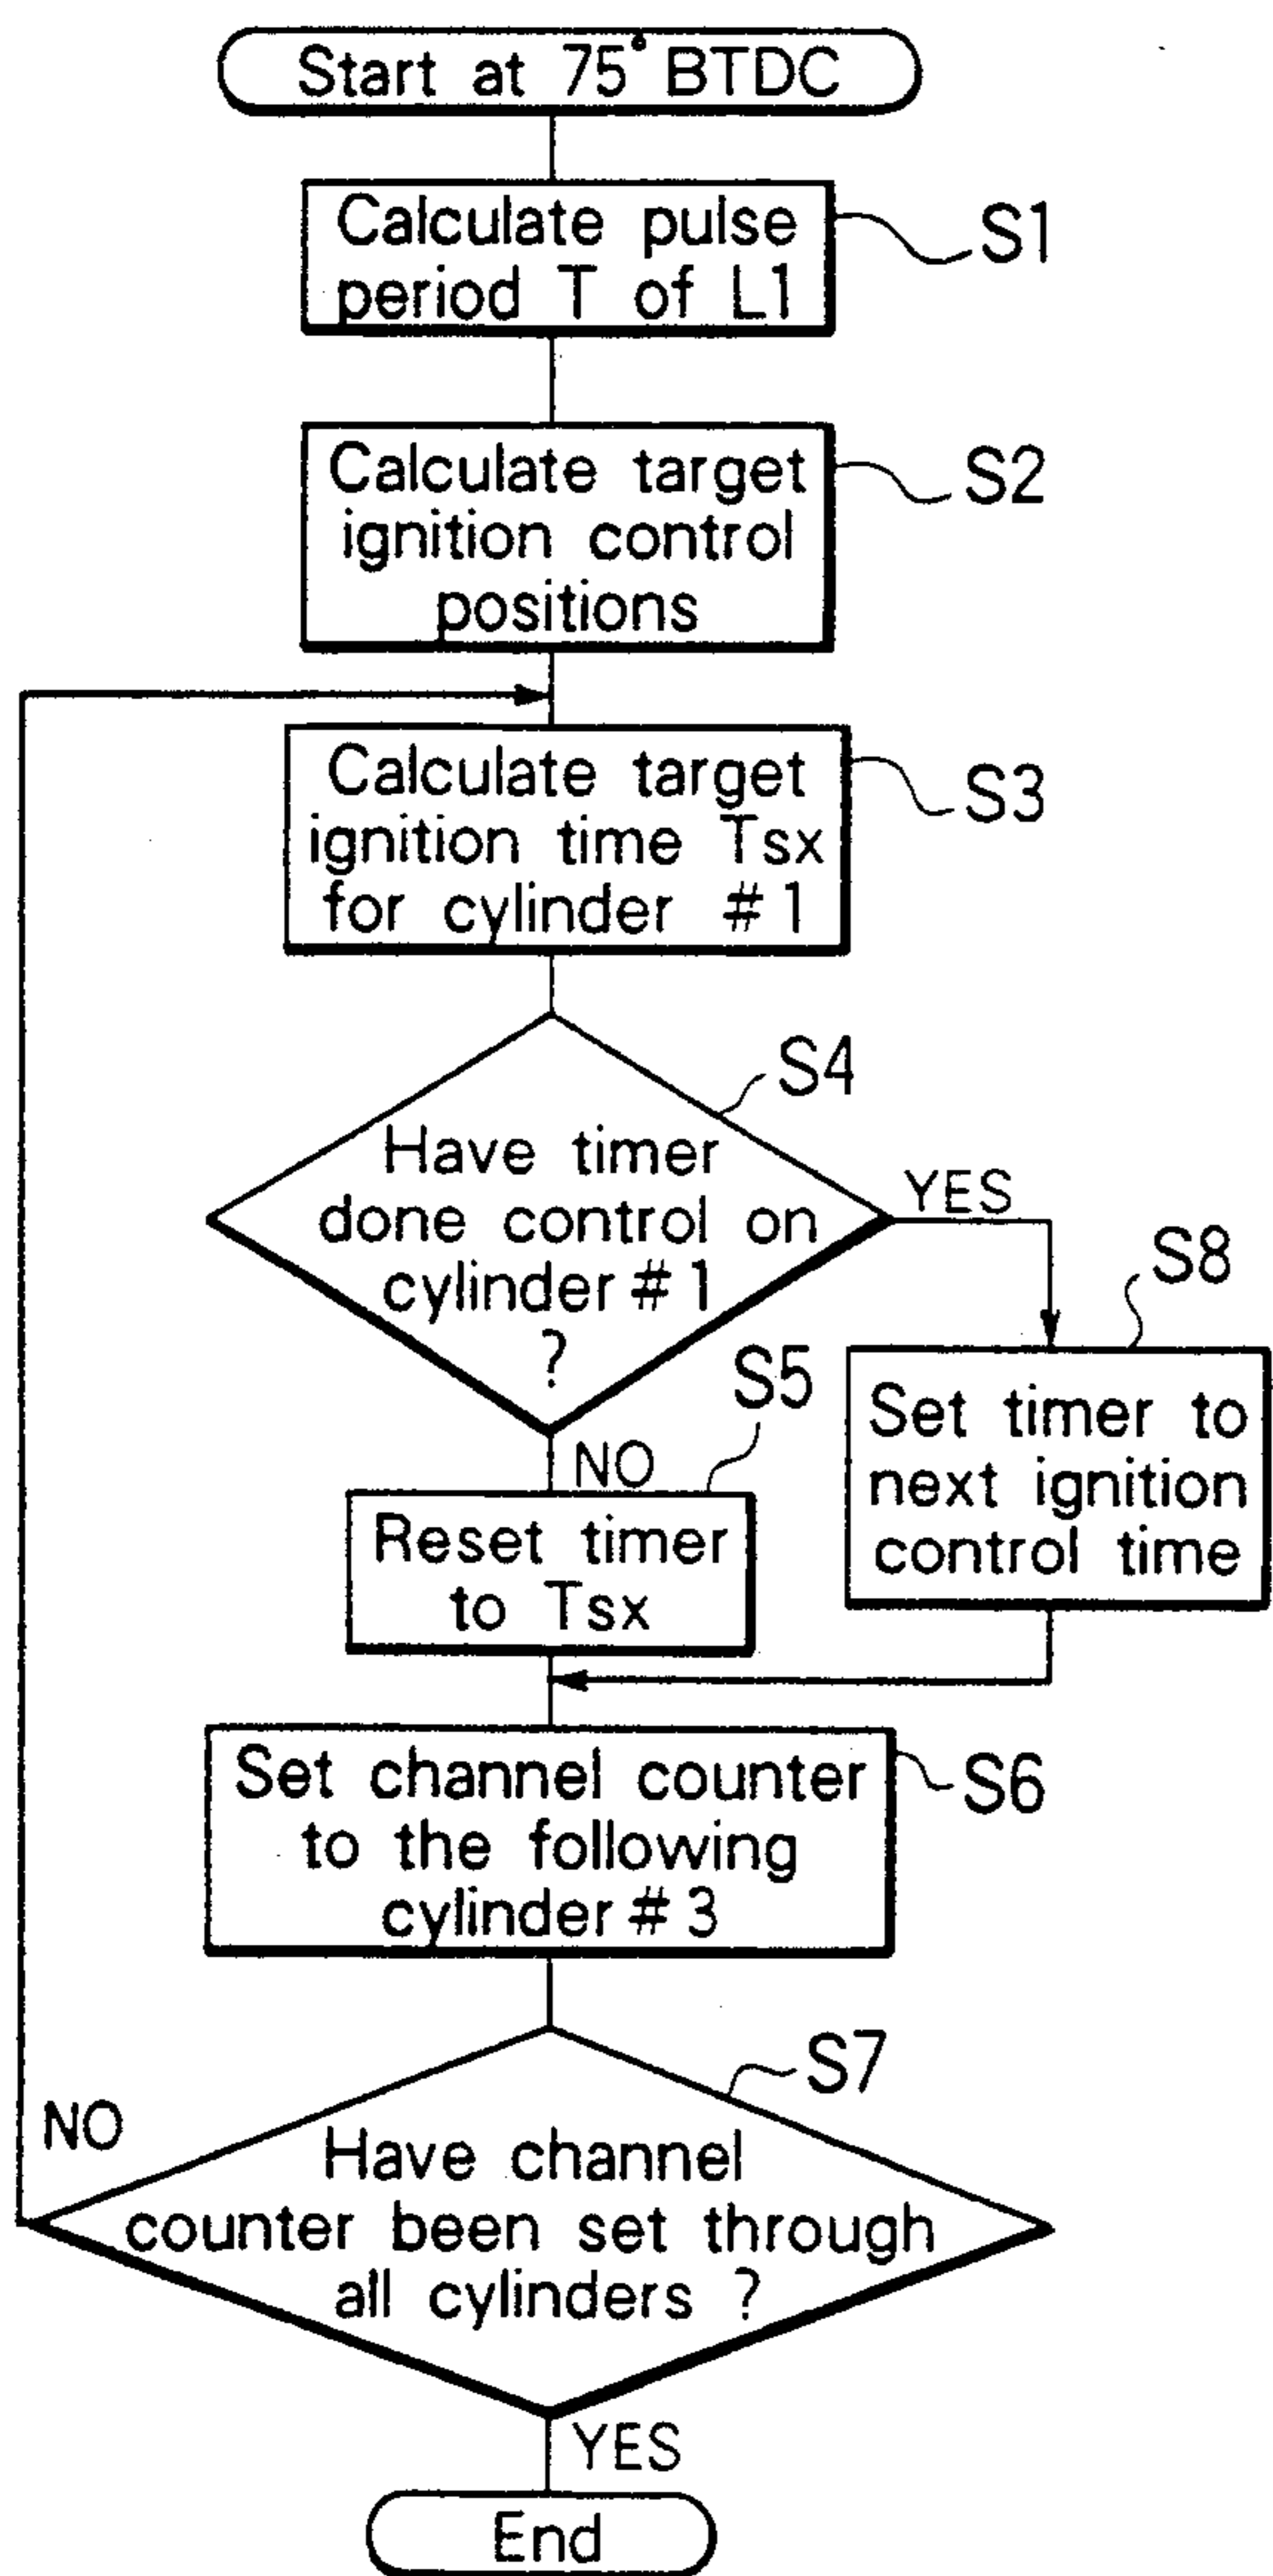 Start at 75° BTDC
Calculate pulse
period T of L1
S1
Calculate target
ignition control
positions
S2
Calculate target
ignition time Tsx
for cylinder #1
S3
Have timer
done control on
cylinder #1
?
S4
YES
NO
S8
Set timer to
next ignition
control time
S5
Reset timer
to Tsx
Set channel counter
to the following
cylinder #3
S6
S7
Have channel
counter been set through
all cylinders ?
NO
YES
End